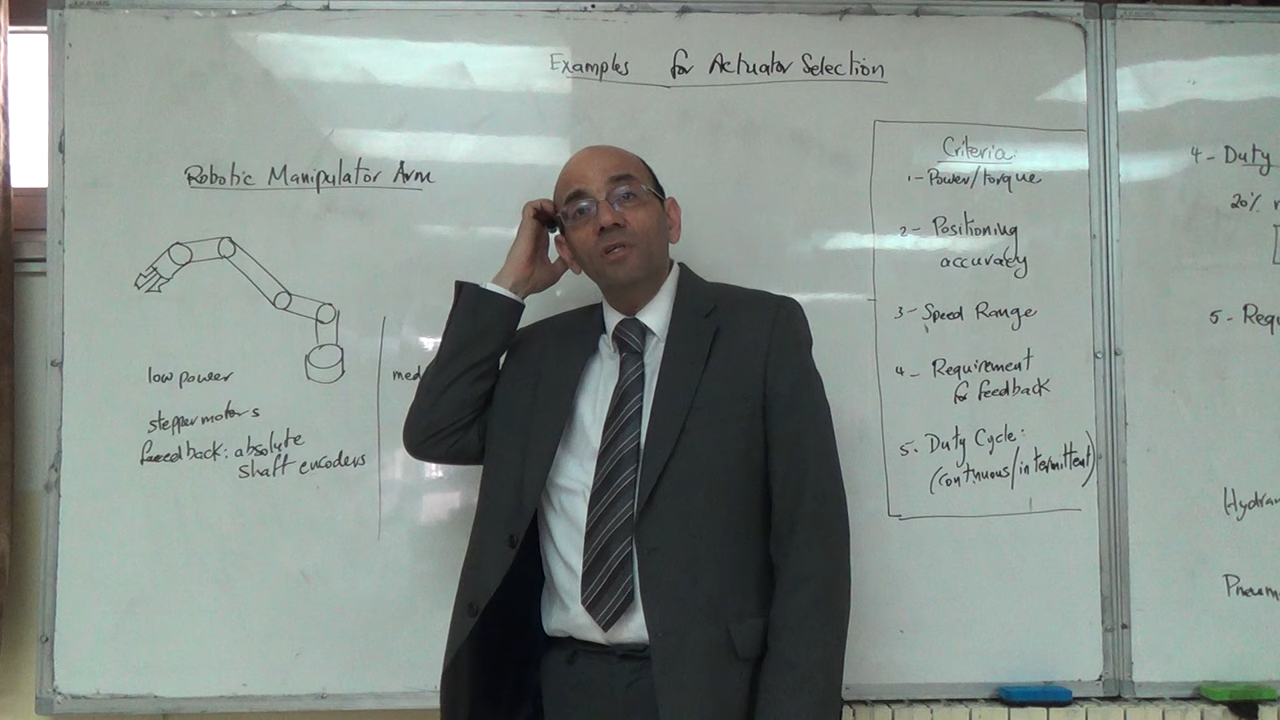 Examples for Actuator Selection
Robotic Manipulator Arm
low power
stepper motors
feedback: absolute
shaft encoders
med
Criteria:
1- Power/torque
2- Positioning
accuracy
3- Speed Range
4- Requirement
for feedback
5. Duty Cycle:
(continuous/intermittent)
4- Duty
20%
5- Requ
Hydrau
Pneum